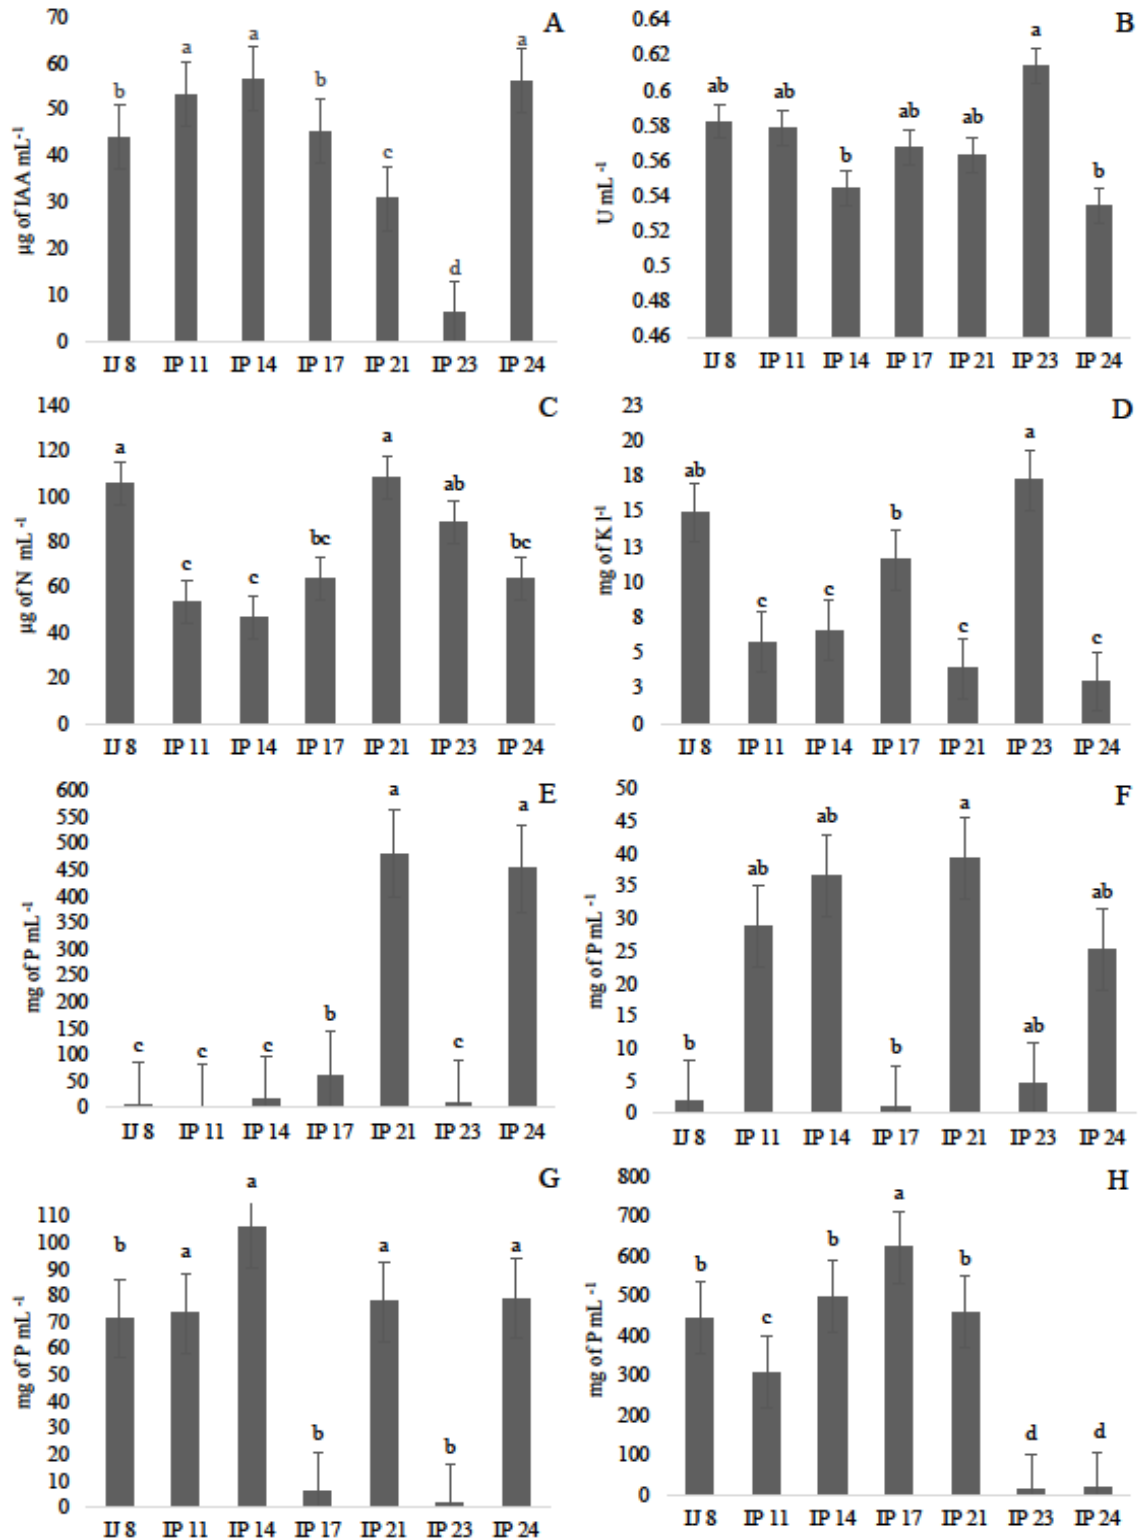 A
70
60
50
40
30
20
10
0
µg of IAA mL-1
b
a
a
b
c
d
a
IJ 8 IP 11 IP 14 IP 17 IP 21 IP 23 IP 24
B
0.64
0.62
0.6
0.58
0.56
0.54
0.52
0.5
0.48
0.46
U mL -1
ab
ab
b
ab
ab
a
b
IJ 8 IP 11 IP 14 IP 17 IP 21 IP 23 IP 24
C
140
120
100
80
60
40
20
0
µg of N mL -1
a
c
c
bc
a
ab
bc
IJ 8 IP 11 IP 14 IP 17 IP 21 IP 23 IP 24
D
23
20
18
15
13
10
8
5
3
0
mg of K l-1
ab
c
c
b
c
a
c
IJ 8 IP 11 IP 14 IP 17 IP 21 IP 23 IP 24
E
600
550
500
450
400
350
300
250
200
150
100
50
0
mg of P mL -1
c
c
c
b
a
c
a
IJ 8 IP 11 IP 14 IP 17 IP 21 IP 23 IP 24
F
50
45
40
35
30
25
20
15
10
5
0
mg of P mL -1
b
ab
ab
b
a
ab
ab
IJ 8 IP 11 IP 14 IP 17 IP 21 IP 23 IP 24
G
110
100
90
80
70
60
50
40
30
20
10
0
mg of P mL -1
b
a
a
b
a
b
a
IJ 8 IP 11 IP 14 IP 17 IP 21 IP 23 IP 24
H
800
700
600
500
400
300
200
100
0
mg of P mL -1
b
c
b
a
b
d
d
IJ 8 IP 11 IP 14 IP 17 IP 21 IP 23 IP 24